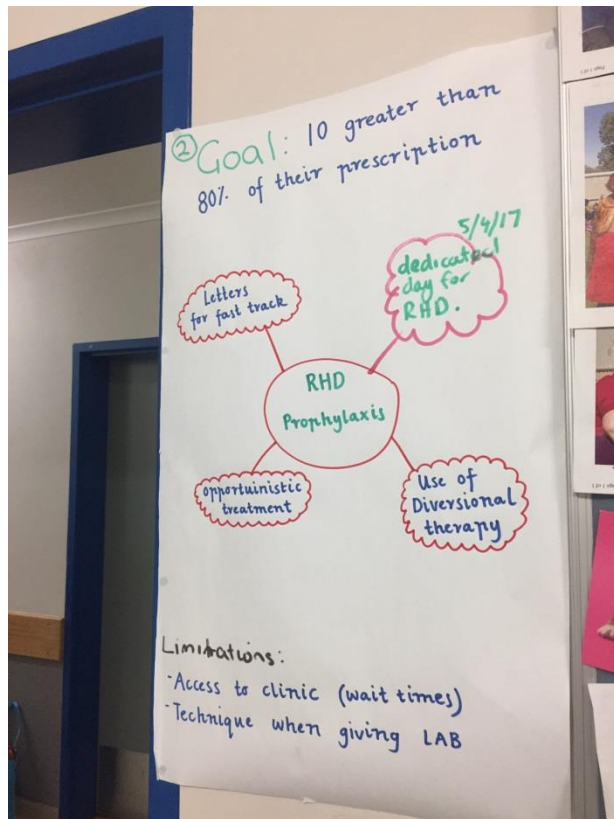 ② Goal: 10 greater than
80% of their prescription
5/4/17
dedicated
day for
RHD.
Letters
for fast track
RHD
Prophylaxis
opportuinistic
treatment
Use of
Diversional
therapy
Limitations:
-Access to clinic (wait times)
-Technique when giving LAB